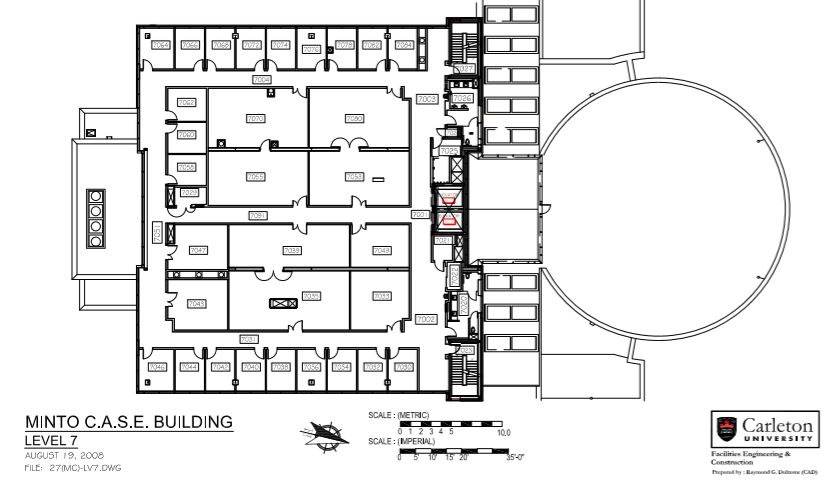 7064 7066 7068 7072 7074 7076 7078 7082 7084
7027
7004
7062 7003 7026
7070 7080
7060
7025
7058 7055 7053
7029
7091 7001
7051 7047 7039 7049 7021
7022
7043 7035 7033 7020
7002
7031
7023
7046 7044 7042 7040 7038 7036 7034 7032 7030
MINTO C.A.S.E. BUILDING
LEVEL 7
AUGUST 19, 2008
FILE: 27(MC)-LV7.DWG
SCALE : (METRIC)
0 1 2 3 4 5 10.0
SCALE : (IMPERIAL)
0 5' 10' 15' 20' 35'-0"
Carleton
UNIVERSITY
Facilities Engineering &
Construction
Prepared by : Raymond G. Dufresne (CAD)